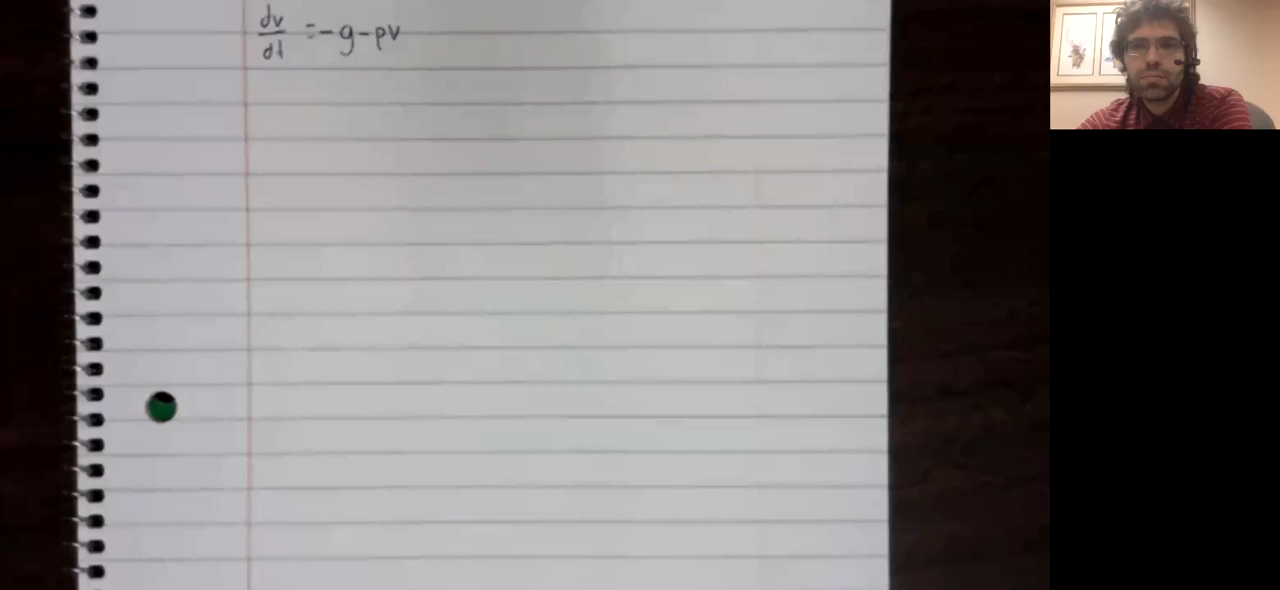 dv/dt = -g - pv